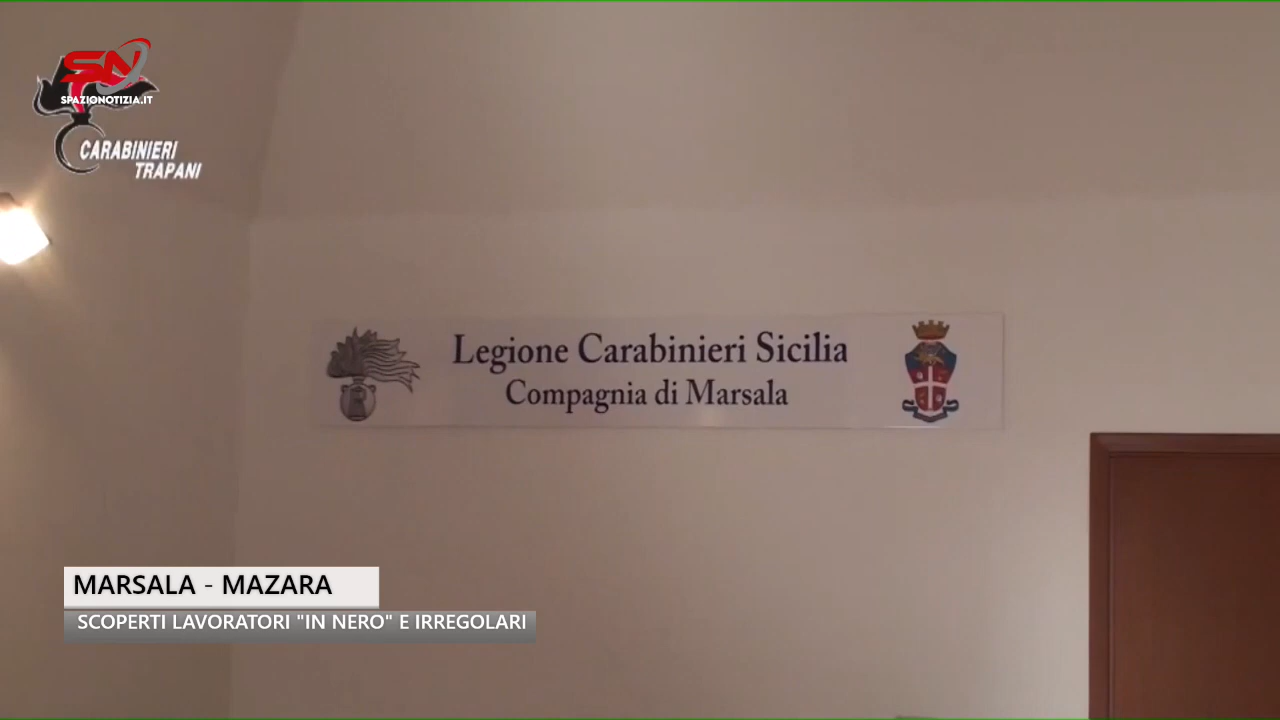 SN
SPAZIONOTIZIA.IT
CARABINIERI
TRAPANI
Legione Carabinieri Sicilia
Compagnia di Marsala
MARSALA - MAZARA
SCOPERTI LAVORATORI "IN NERO" E IRREGOLARI